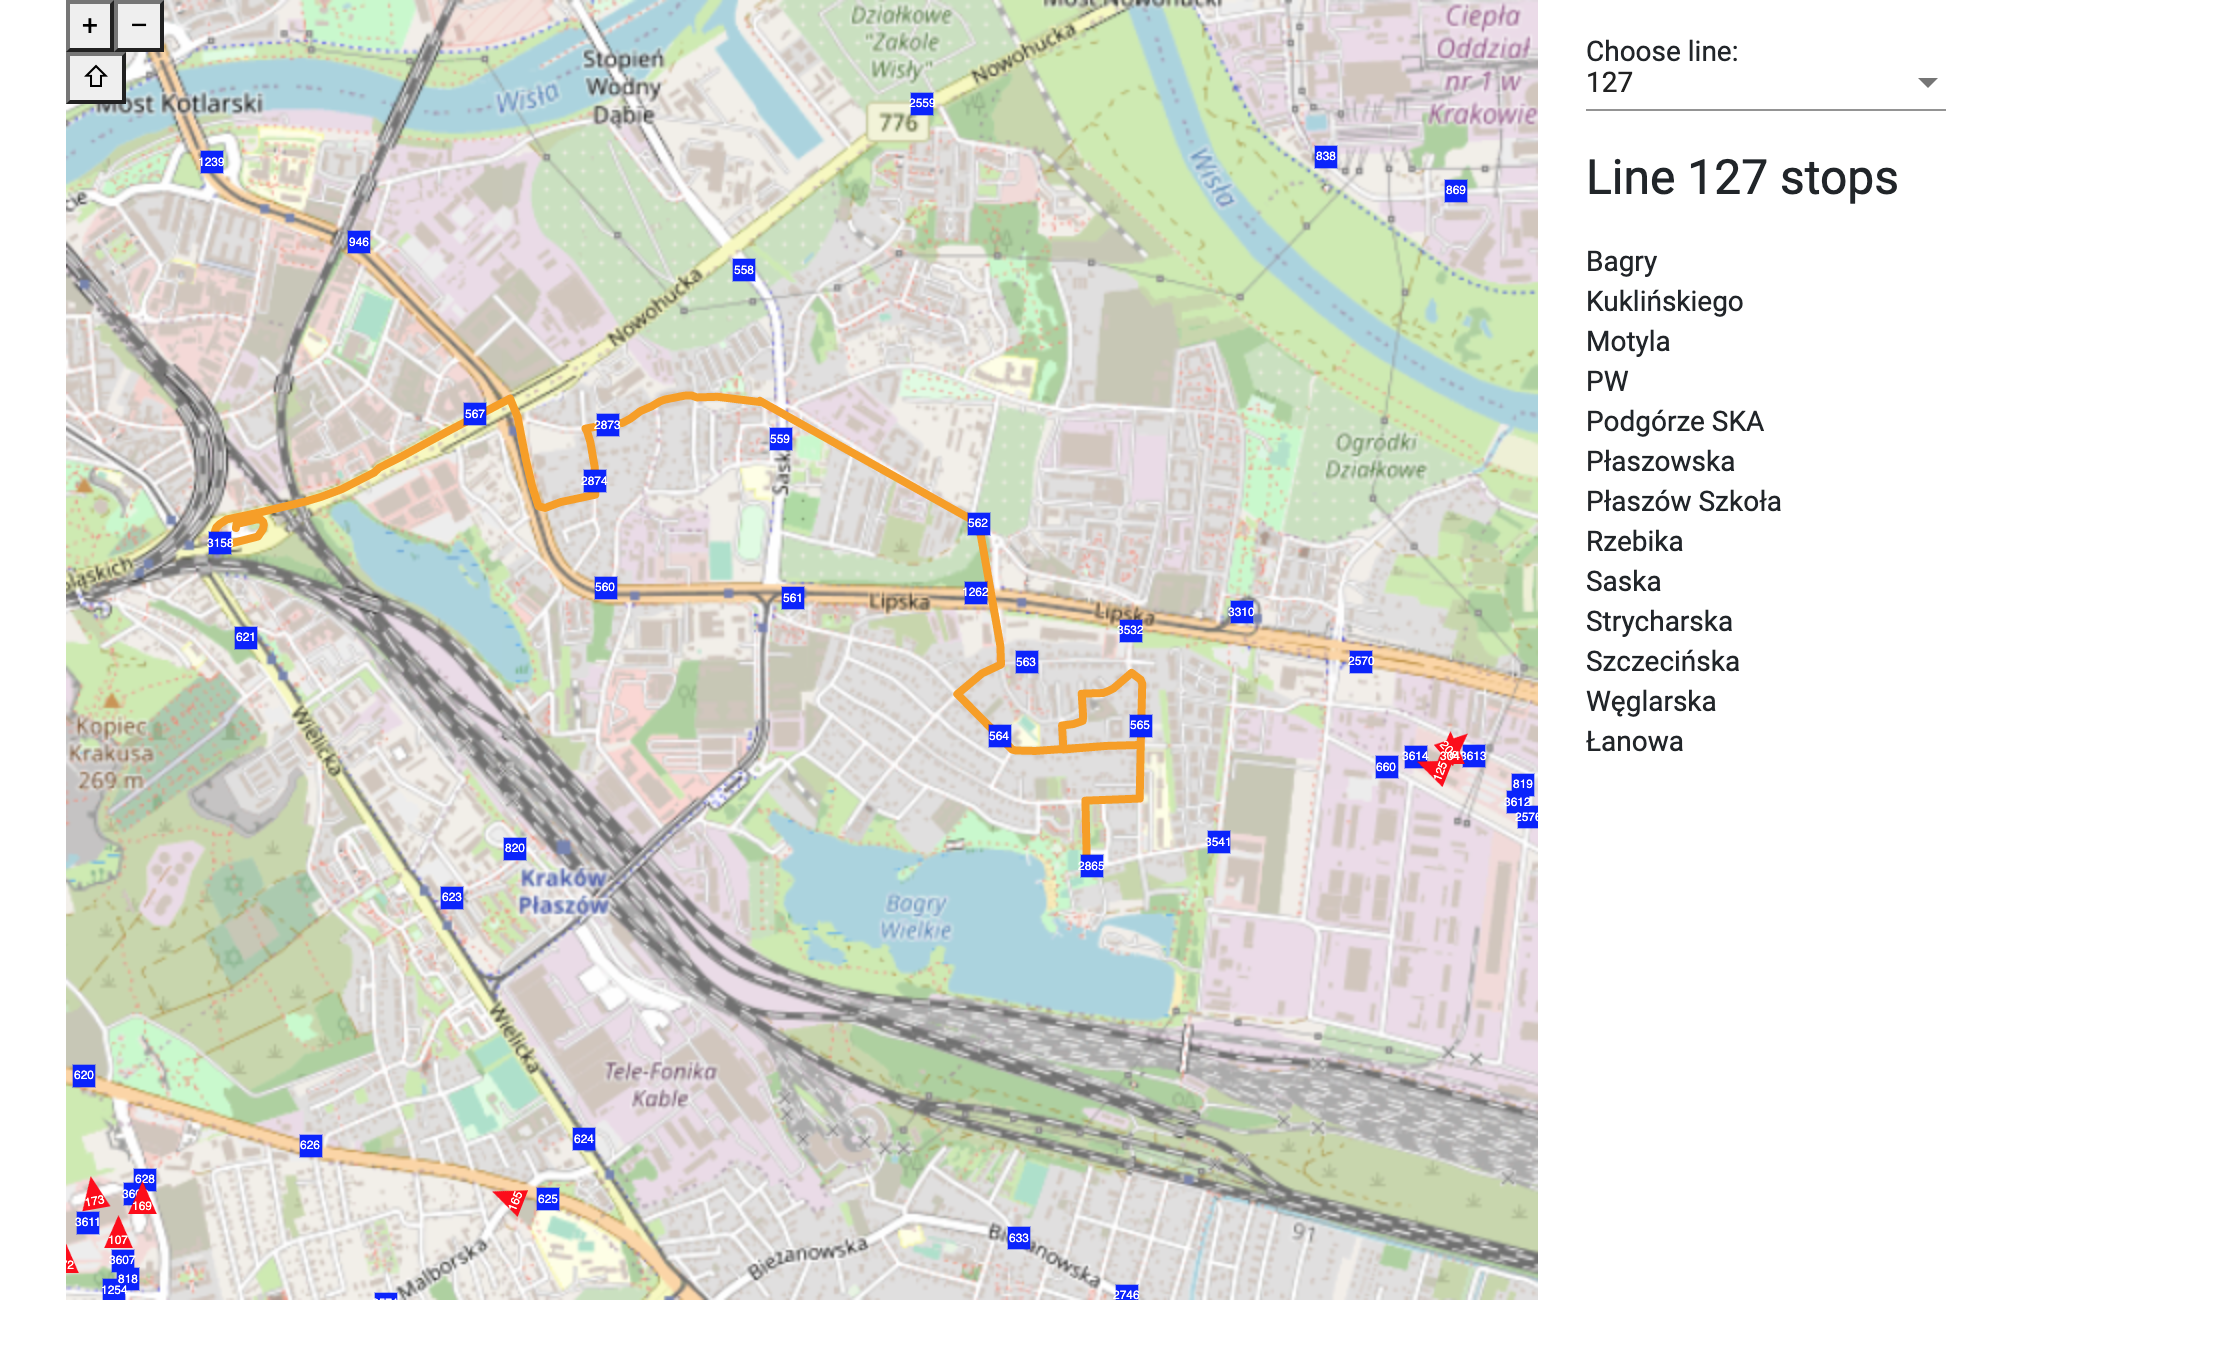 + −
Most Kotlarski
Wisła
Stopień
Wodny
Dąbie
Działkowe
"Zakole
Wisły"
Nowohucka
776
2559
Wisła
Ciepła
Oddział
nr 1 w
Krakowie
838
869
1239
946
558
Nowohucka
567
2873
559
2874
562
Ogródki
Działkowe
3158
560
561
Lipska
1262
Lipska
3310
3532
2570
621
563
Kopiec
Krakusa
269 m
Wielicka
564
565
3614
3613
660
125
819
3612
820
623
Kraków
Płaszów
3541
2865
Bagry
Wielkie
Wielicka
Tele-Fonika
Kable
620
626
624
628
173
169
3611
107
3607
818
1254
165
625
Malborska
Bieżanowska
633
91
2746
Choose line:
127
Line 127 stops
Bagry
Kuklińskiego
Motyla
PW
Podgórze SKA
Płaszowska
Płaszów Szkoła
Rzebika
Saska
Strycharska
Szczecińska
Węglarska
Łanowa